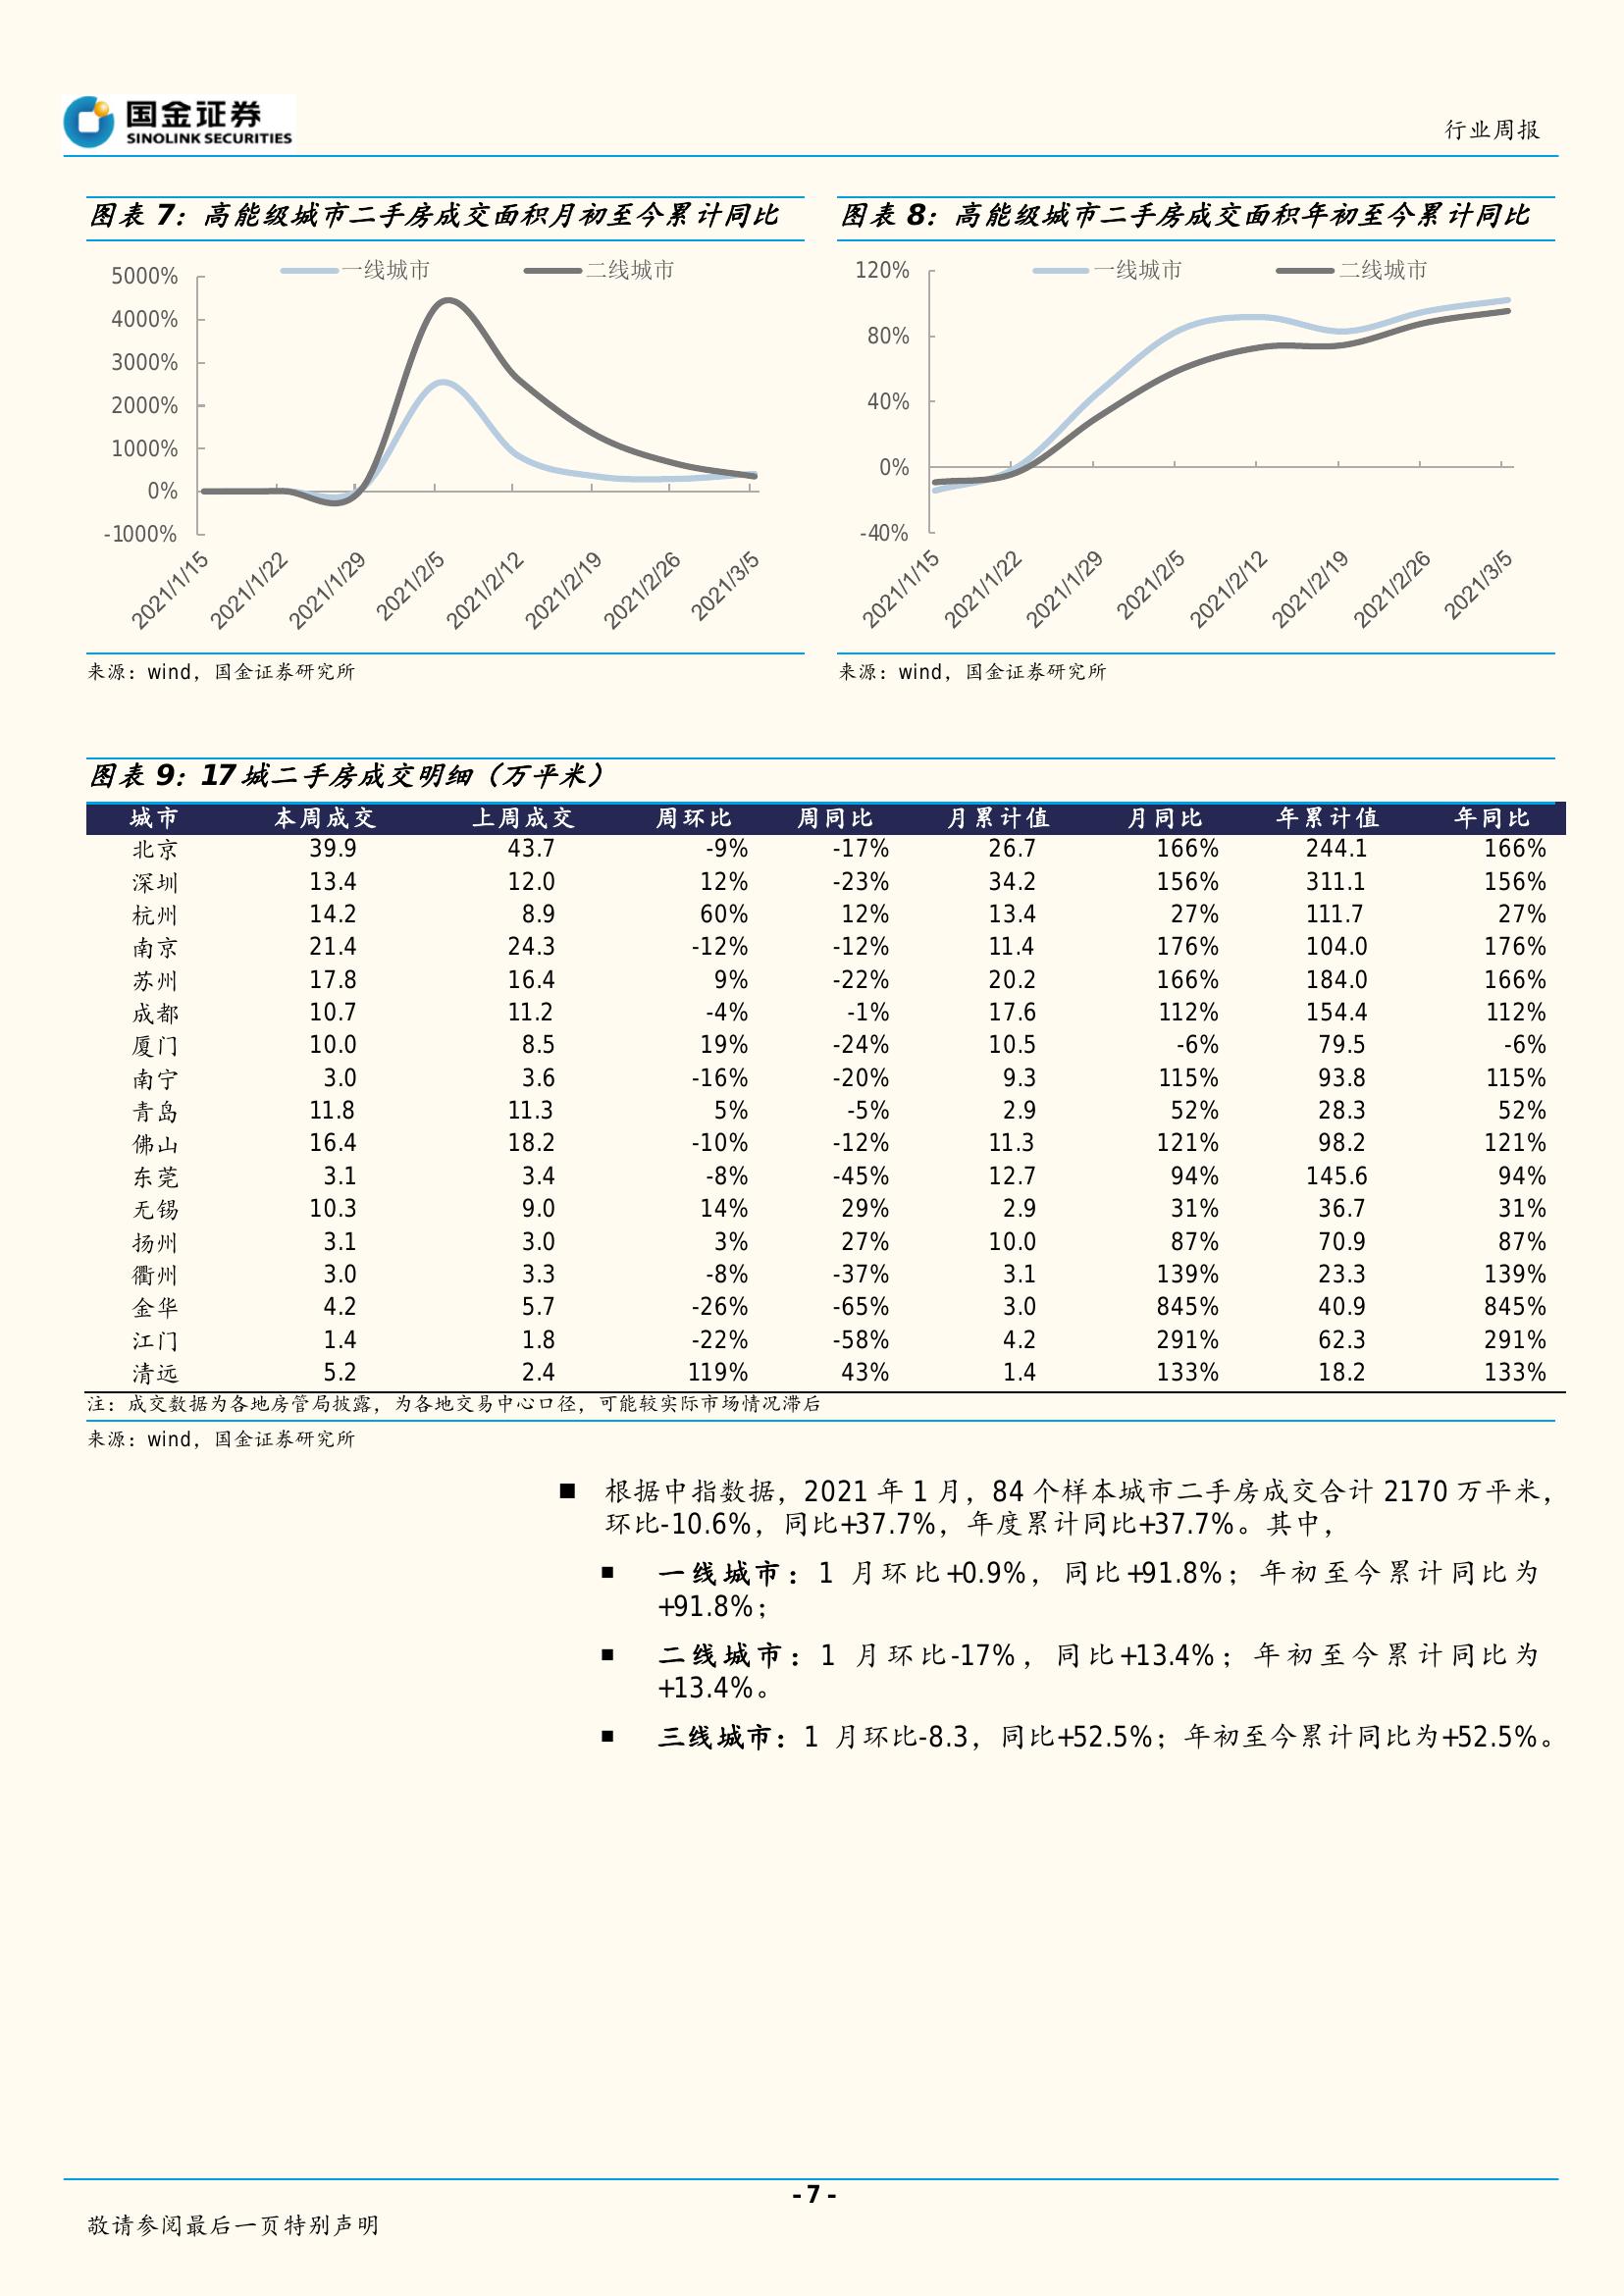 国金证券
SINOLINK SECURITIES
行业周报
图表 7：高能级城市二手房成交面积月初至今累计同比
一线城市 二线城市
5000%
4000%
3000%
2000%
1000%
0%
-1000%
2021/1/15 2021/1/22 2021/1/29 2021/2/5 2021/2/12 2021/2/19 2021/2/26 2021/3/5
来源：wind，国金证券研究所
图表 8：高能级城市二手房成交面积年初至今累计同比
一线城市 二线城市
120%
80%
40%
0%
-40%
2021/1/15 2021/1/22 2021/1/29 2021/2/5 2021/2/12 2021/2/19 2021/2/26 2021/3/5
来源：wind，国金证券研究所
图表 9：17 城二手房成交明细（万平米）
城市 本周成交 上周成交 周环比 周同比 月累计值 月同比 年累计值 年同比
北京 39.9 43.7 -9% -17% 26.7 166% 244.1 166%
深圳 13.4 12.0 12% -23% 34.2 156% 311.1 156%
杭州 14.2 8.9 60% 12% 13.4 27% 111.7 27%
南京 21.4 24.3 -12% -12% 11.4 176% 104.0 176%
苏州 17.8 16.4 9% -22% 20.2 166% 184.0 166%
成都 10.7 11.2 -4% -1% 17.6 112% 154.4 112%
厦门 10.0 8.5 19% -24% 10.5 -6% 79.5 -6%
南宁 3.0 3.6 -16% -20% 9.3 115% 93.8 115%
青岛 11.8 11.3 5% -5% 2.9 52% 28.3 52%
佛山 16.4 18.2 -10% -12% 11.3 121% 98.2 121%
东莞 3.1 3.4 -8% -45% 12.7 94% 145.6 94%
无锡 10.3 9.0 14% 29% 2.9 31% 36.7 31%
扬州 3.1 3.0 3% 27% 10.0 87% 70.9 87%
衢州 3.0 3.3 -8% -37% 3.1 139% 23.3 139%
金华 4.2 5.7 -26% -65% 3.0 845% 40.9 845%
江门 1.4 1.8 -22% -58% 4.2 291% 62.3 291%
清远 5.2 2.4 119% 43% 1.4 133% 18.2 133%
注：成交数据为各地房管局披露，为各地交易中心口径，可能较实际市场情况滞后
来源：wind，国金证券研究所
■ 根据中指数据，2021 年 1 月，84 个样本城市二手房成交合计 2170 万平米，
环比-10.6%，同比+37.7%，年度累计同比+37.7%。其中，
■ 一线城市：1 月环比+0.9%，同比+91.8%；年初至今累计同比为
+91.8%；
■ 二线城市：1 月环比-17%，同比+13.4%；年初至今累计同比为
+13.4%。
■ 三线城市：1 月环比-8.3，同比+52.5%；年初至今累计同比为+52.5%。
- 7 -
敬请参阅最后一页特别声明